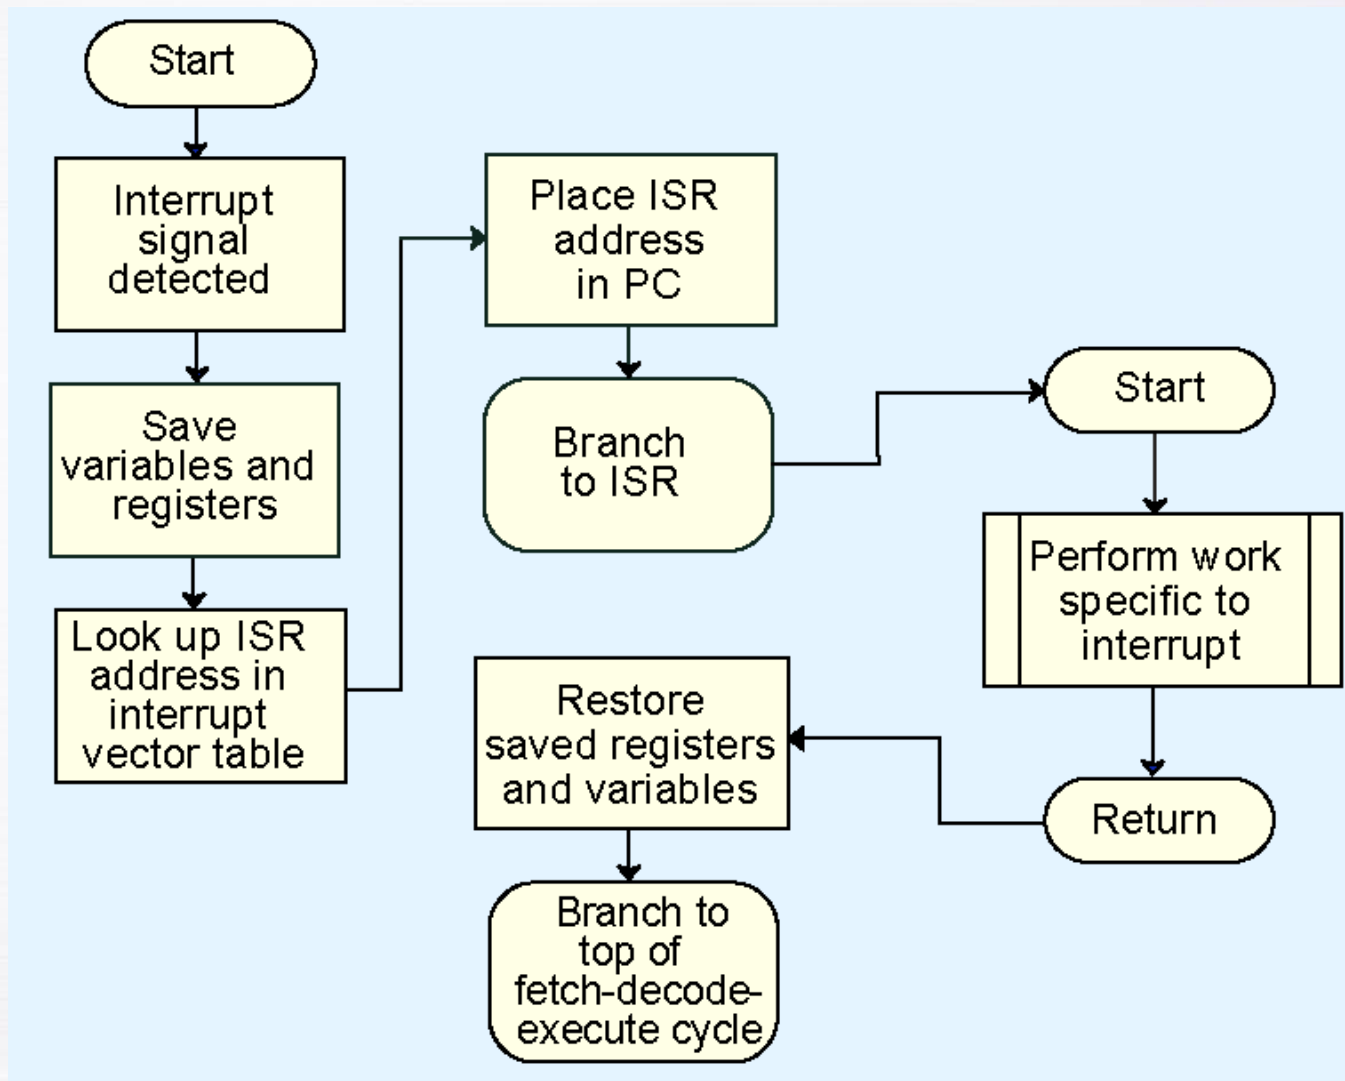 Start
Interrupt
signal
detected
Save
variables and
registers
Look up ISR
address in
interrupt
vector table
Place ISR
address
in PC
Branch
to ISR
Start
Perform work
specific to
interrupt
Return
Restore
saved registers
and variables
Branch to
top of
fetch-decode-
execute cycle